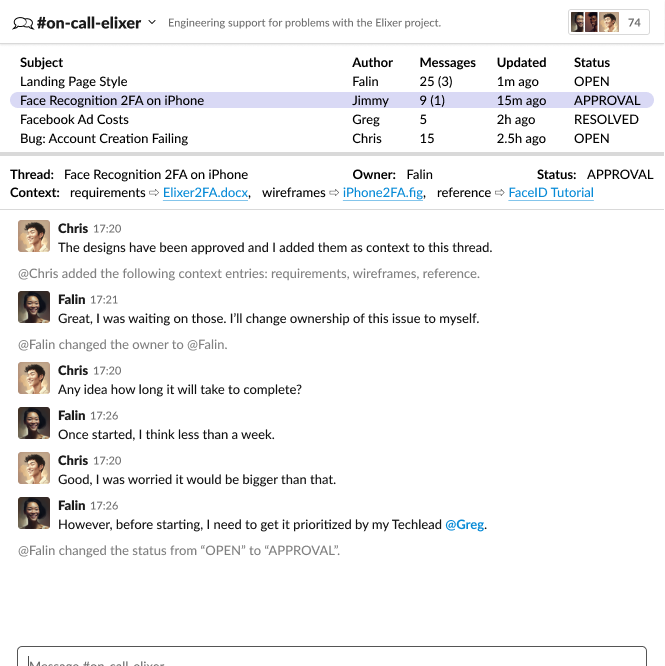 #on-call-elixer Engineering support for problems with the Elixer project. 74
Subject Author Messages Updated Status
Landing Page Style Falin 25 (3) 1m ago OPEN
Face Recognition 2FA on iPhone Jimmy 9 (1) 15m ago APPROVAL
Facebook Ad Costs Greg 5 2h ago RESOLVED
Bug: Account Creation Failing Chris 15 2.5h ago OPEN
Thread: Face Recognition 2FA on iPhone Owner: Falin Status: APPROVAL
Context: requirements ⇨ Elixer2FA.docx, wireframes ⇨ iPhone2FA.fig, reference ⇨ FaceID Tutorial
Chris 17:20
The designs have been approved and I added them as context to this thread.
@Chris added the following context entries: requirements, wireframes, reference.
Falin 17:21
Great, I was waiting on those. I’ll change ownership of this issue to myself.
@Falin changed the owner to @Falin.
Chris 17:20
Any idea how long it will take to complete?
Falin 17:26
Once started, I think less than a week.
Chris 17:20
Good, I was worried it would be bigger than that.
Falin 17:26
However, before starting, I need to get it prioritized by my Techlead @Greg.
@Falin changed the status from “OPEN” to “APPROVAL”.
Message #on-call-elixer